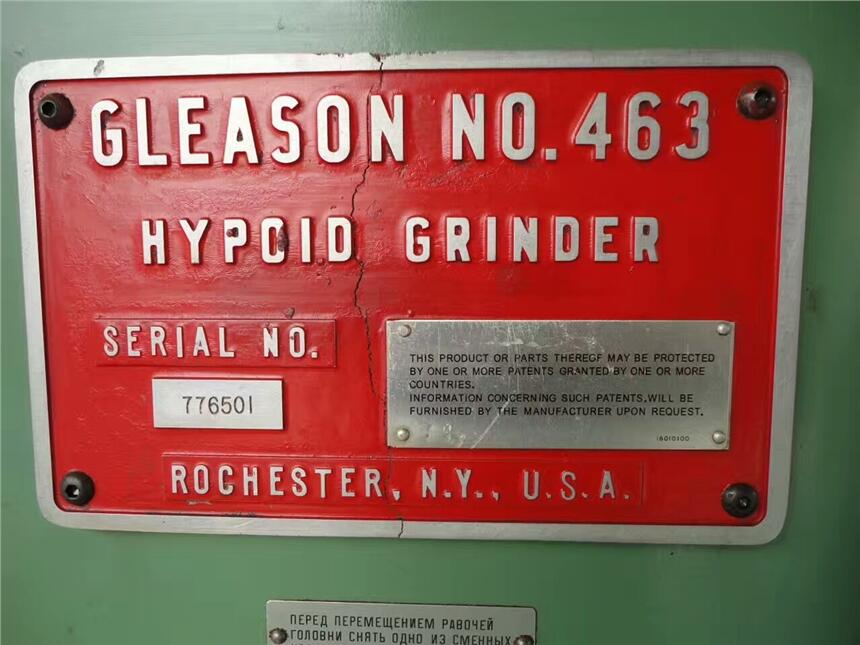 GLEASON NO. 463
HYPOID GRINDER
SERIAL NO.
776501
THIS PRODUCT OR PARTS THEREOF MAY BE PROTECTED
BY ONE OR MORE PATENTS GRANTED BY ONE OR MORE
COUNTRIES.
INFORMATION CONCERNING SUCH PATENTS, WILL BE
FURNISHED BY THE MANUFACTURER UPON REQUEST.
16010100
ROCHESTER, N.Y., U.S.A.
ПЕРЕД ПЕРЕМЕЩЕНИЕМ РАБОЧЕЙ
ГОЛОВНИ СНЯТЬ ОДНО ИЗ СМЕННЫХ